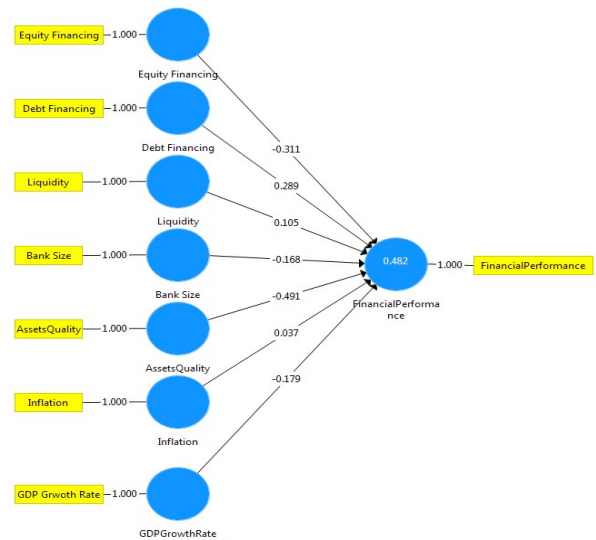 Equity Financing
1.000
Equity Financing
Debt Financing
1.000
Debt Financing
Liquidity
1.000
Liquidity
Bank Size
1.000
Bank Size
AssetsQuality
1.000
AssetsQuality
Inflation
1.000
Inflation
GDP Grwoth Rate
1.000
GDPGrowthRate
-0.311
0.289
0.105
-0.168
-0.491
0.037
-0.179
0.482
FinancialPerforma
nce
1.000
FinancialPerformance